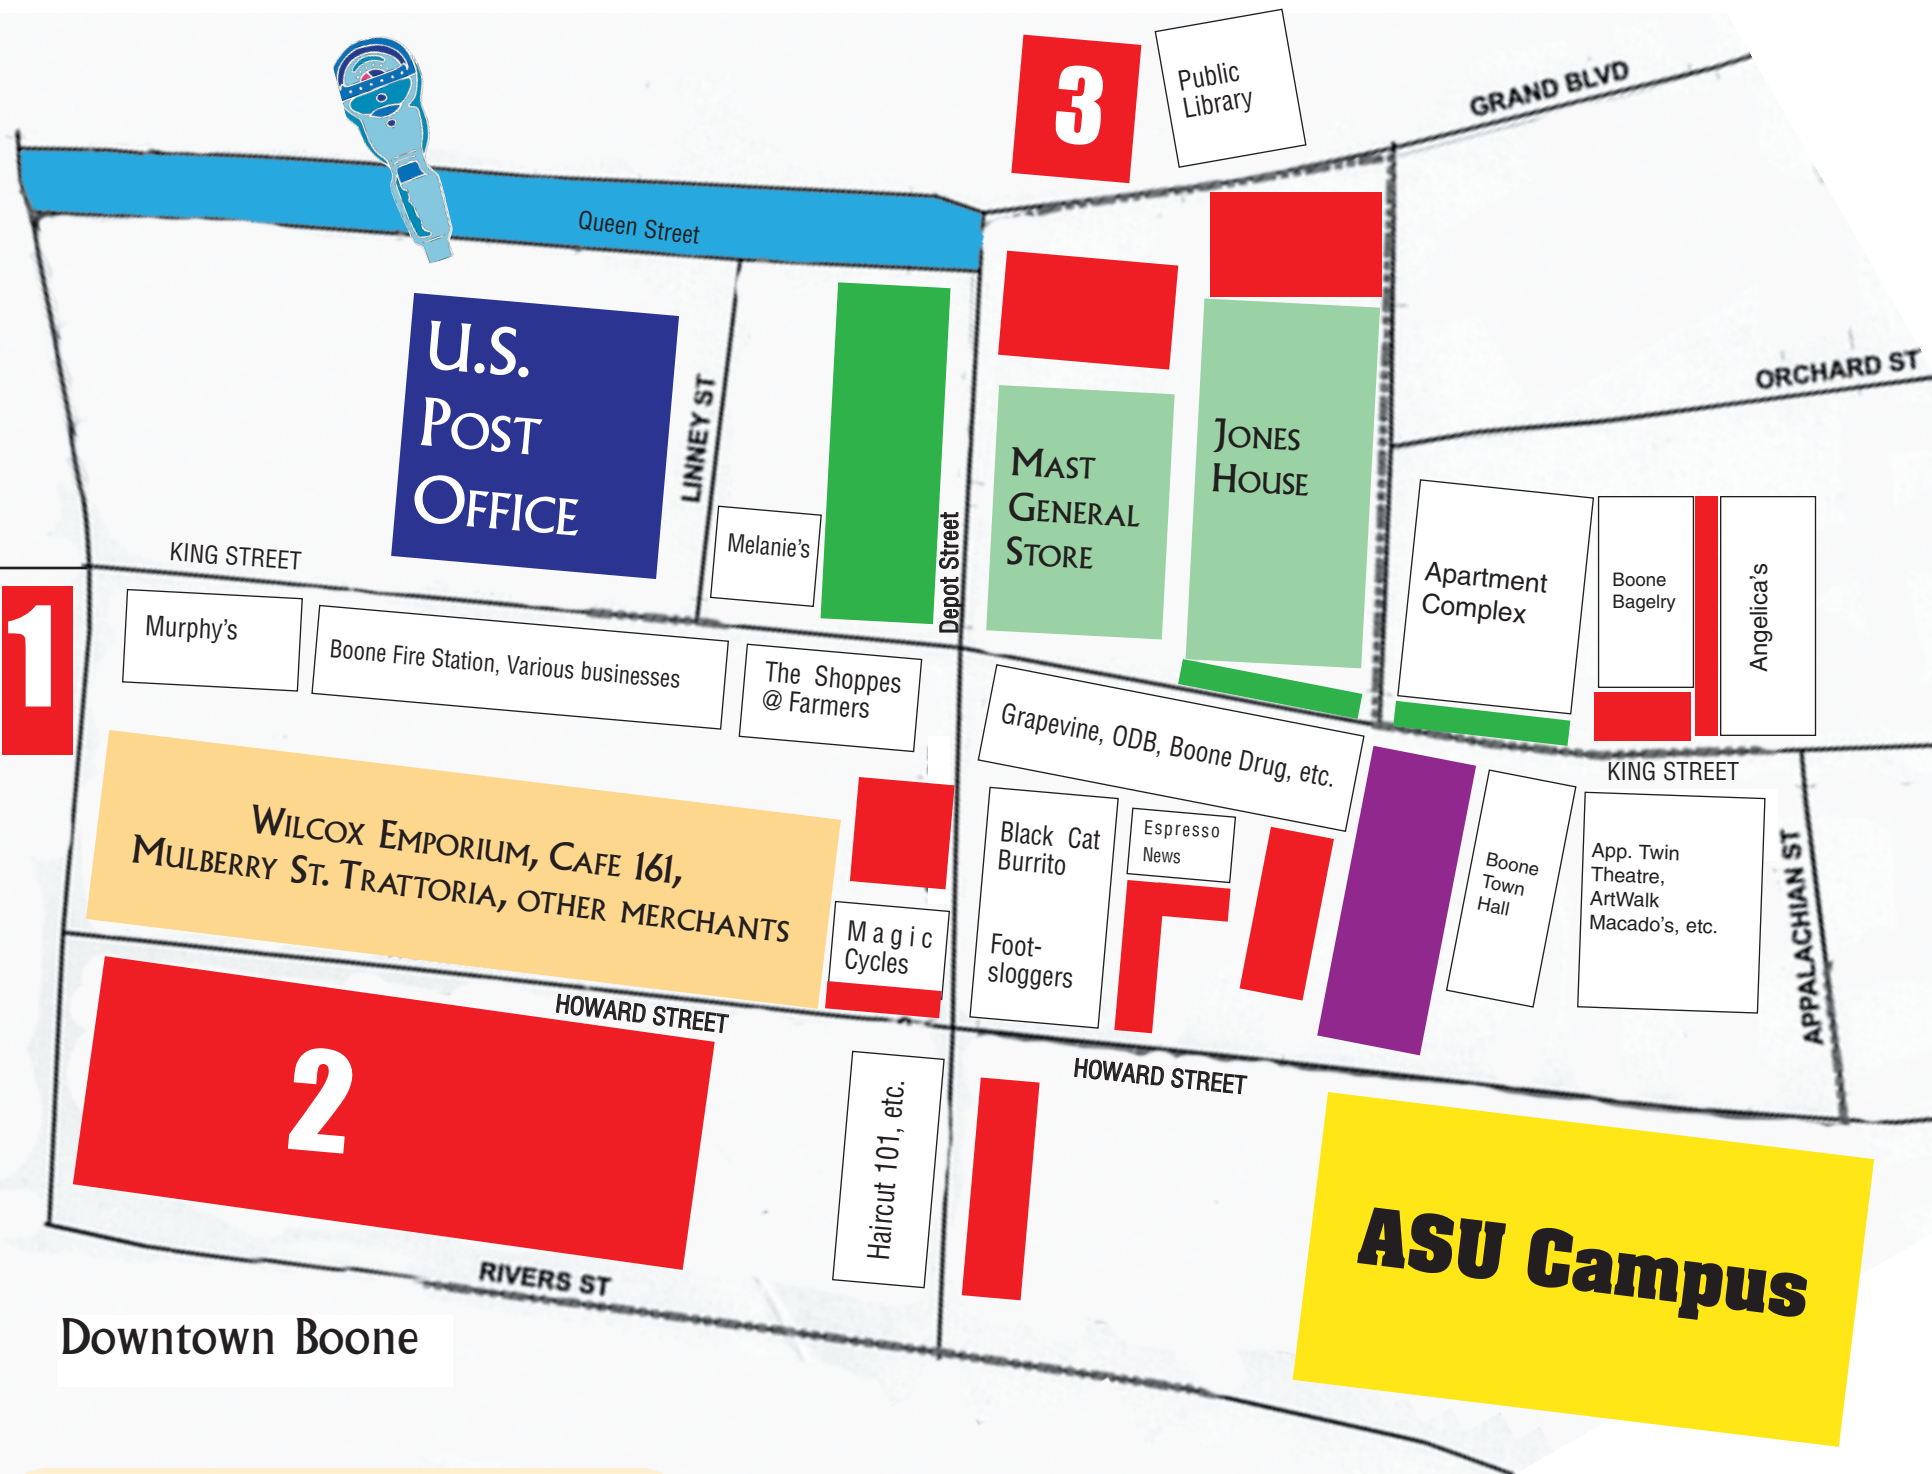 3
Public
Library
GRAND BLVD
Queen Street
U.S.
POST
OFFICE
LINNEY ST
Melanie's
Depot Street
MAST
GENERAL
STORE
JONES
HOUSE
ORCHARD ST
Apartment
Complex
Boone
Bagelry
Angelica's
KING STREET
1
Murphy's
Boone Fire Station, Various businesses
The Shoppes
@ Farmers
Grapevine, ODB, Boone Drug, etc.
KING STREET
WILCOX EMPORIUM, CAFE 161,
MULBERRY ST. TRATTORIA, OTHER MERCHANTS
Magic
Cycles
Black Cat
Burrito
Foot-
sloggers
Espresso
News
Boone
Town
Hall
App. Twin
Theatre,
ArtWalk
Macado's, etc.
APPALACHIAN ST
HOWARD STREET
2
Haircut 101, etc.
HOWARD STREET
ASU Campus
RIVERS ST
Downtown Boone